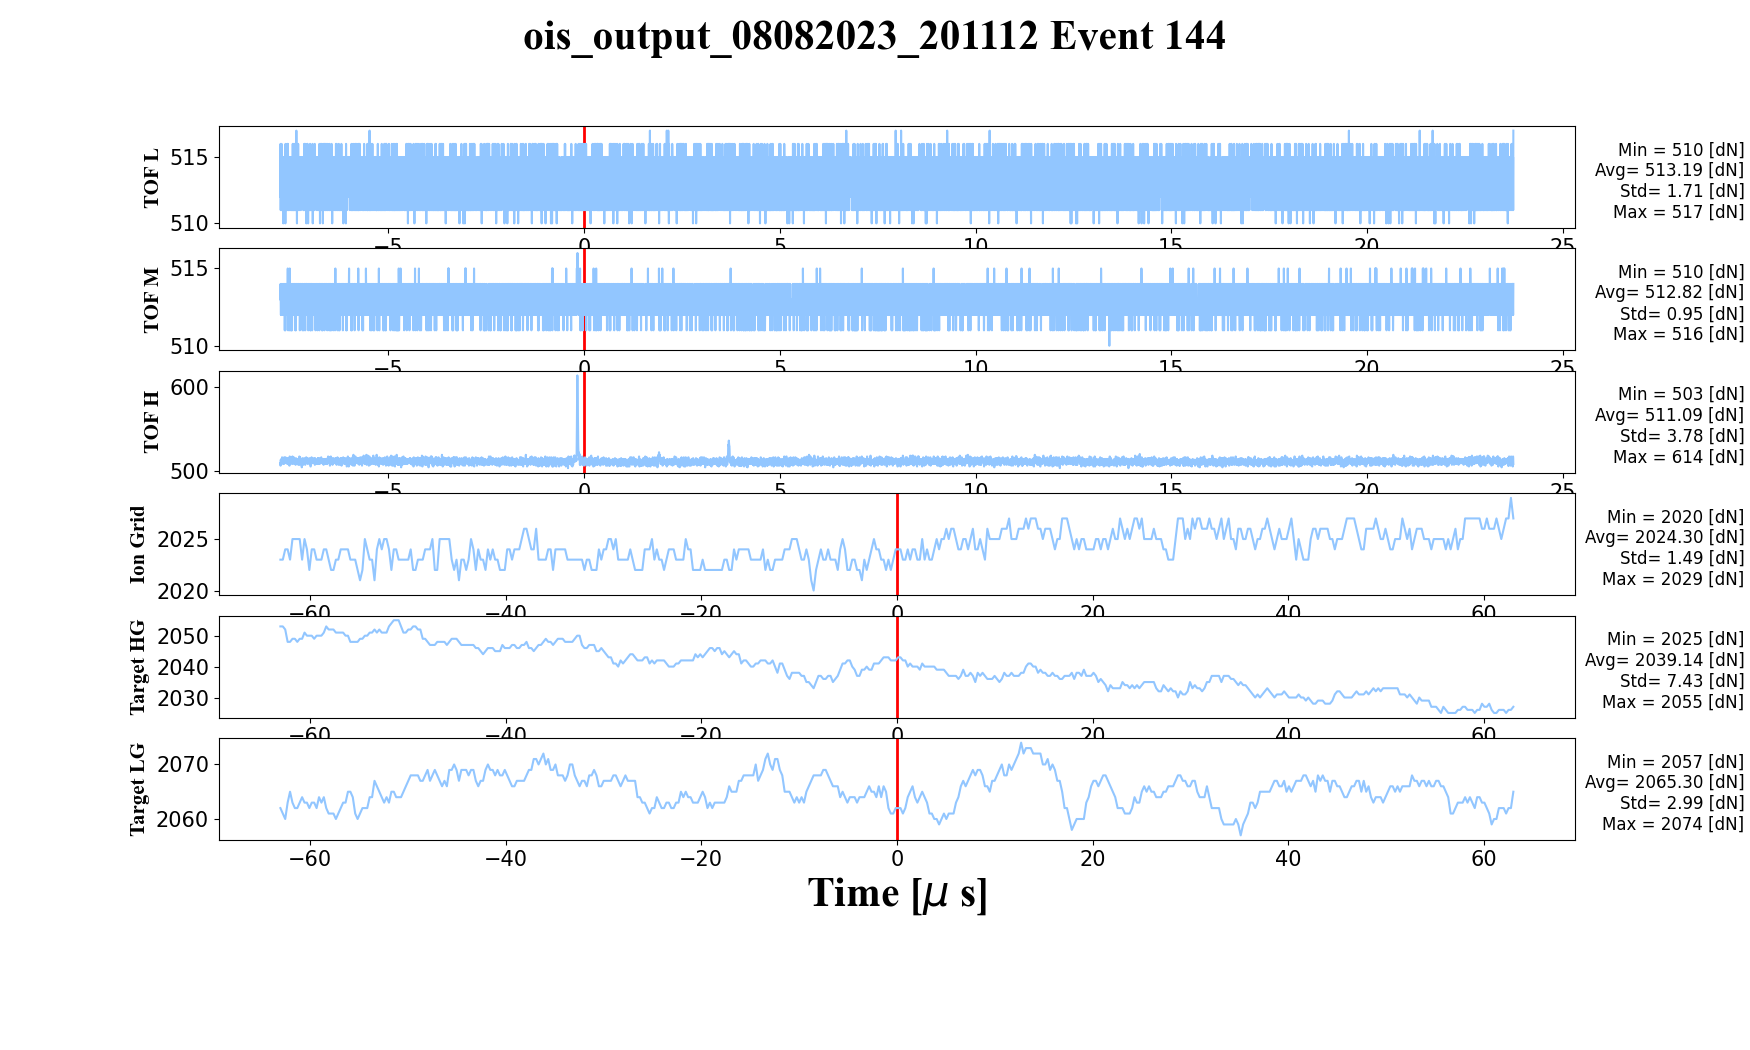 ois_output_08082023_201112 Event 144
TOF L
515
510
−5 0 5 10 15 20 25
Min = 510 [dN]
Avg= 513.19 [dN]
Std= 1.71 [dN]
Max = 517 [dN]
TOF M
515
510
−5 0 5 10 15 20 25
Min = 510 [dN]
Avg= 512.82 [dN]
Std= 0.95 [dN]
Max = 516 [dN]
TOF H
600
500
−5 0 5 10 15 20 25
Min = 503 [dN]
Avg= 511.09 [dN]
Std= 3.78 [dN]
Max = 614 [dN]
Ion Grid
2025
2020
−60 −40 −20 0 20 40 60
Min = 2020 [dN]
Avg= 2024.30 [dN]
Std= 1.49 [dN]
Max = 2029 [dN]
Target HG
2050
2040
2030
−60 −40 −20 0 20 40 60
Min = 2025 [dN]
Avg= 2039.14 [dN]
Std= 7.43 [dN]
Max = 2055 [dN]
Target LG
2070
2060
−60 −40 −20 0 20 40 60
Min = 2057 [dN]
Avg= 2065.30 [dN]
Std= 2.99 [dN]
Max = 2074 [dN]
Time [μ s]